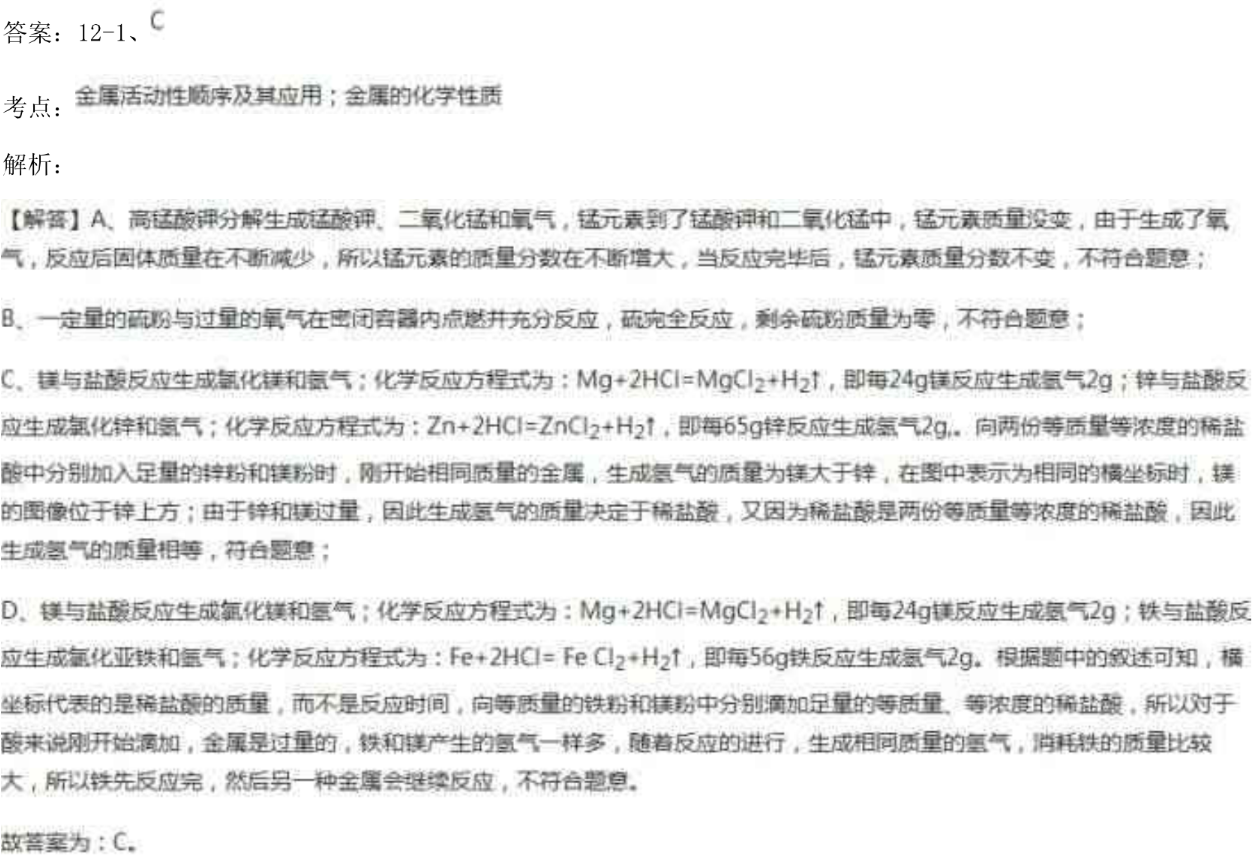 答案：12-1、C
考点：金属活动性顺序及其应用；金属的化学性质
解析：
【解答】A、高锰酸钾分解生成锰酸钾、二氧化锰和氧气，锰元素到了锰酸钾和二氧化锰中，锰元素质量没变，由于生成了氧
气，反应后固体质量在不断减少，所以锰元素的质量分数在不断增大，当反应完毕后，锰元素质量分数不变，不符合题意；
B、一定量的硫粉与过量的氧气在密闭容器内点燃并充分反应，硫完全反应，剩余硫粉质量为零，不符合题意；
C、镁与盐酸反应生成氯化镁和氢气；化学反应方程式为：Mg+2HCl=MgCl₂+H₂↑，即每24g镁反应生成氢气2g；锌与盐酸反
应生成氯化锌和氢气；化学反应方程式为：Zn+2HCl=ZnCl₂+H₂↑，即每65g锌反应生成氢气2g,。向两份等质量等浓度的稀盐
酸中分别加入足量的锌粉和镁粉时，刚开始相同质量的金属，生成氢气的质量为镁大于锌，在图中表示为相同的横坐标时，镁
的图像位于锌上方；由于锌和镁过量，因此生成氢气的质量决定于稀盐酸，又因为稀盐酸是两份等质量等浓度的稀盐酸，因此
生成氢气的质量相等，符合题意；
D、镁与盐酸反应生成氯化镁和氢气；化学反应方程式为：Mg+2HCl=MgCl₂+H₂↑，即每24g镁反应生成氢气2g；铁与盐酸反
应生成氯化亚铁和氢气；化学反应方程式为：Fe+2HCl= Fe Cl₂+H₂↑，即每56g铁反应生成氢气2g。根据题中的叙述可知，横
坐标代表的是稀盐酸的质量，而不是反应时间，向等质量的铁粉和镁粉中分别滴加足量的等质量、等浓度的稀盐酸，所以对于
酸来说刚开始滴加，金属是过量的，铁和镁产生的氢气一样多，随着反应的进行，生成相同质量的氢气，消耗铁的质量比较
大，所以铁先反应完，然后另一种金属会继续反应，不符合题意。
故答案为：C。